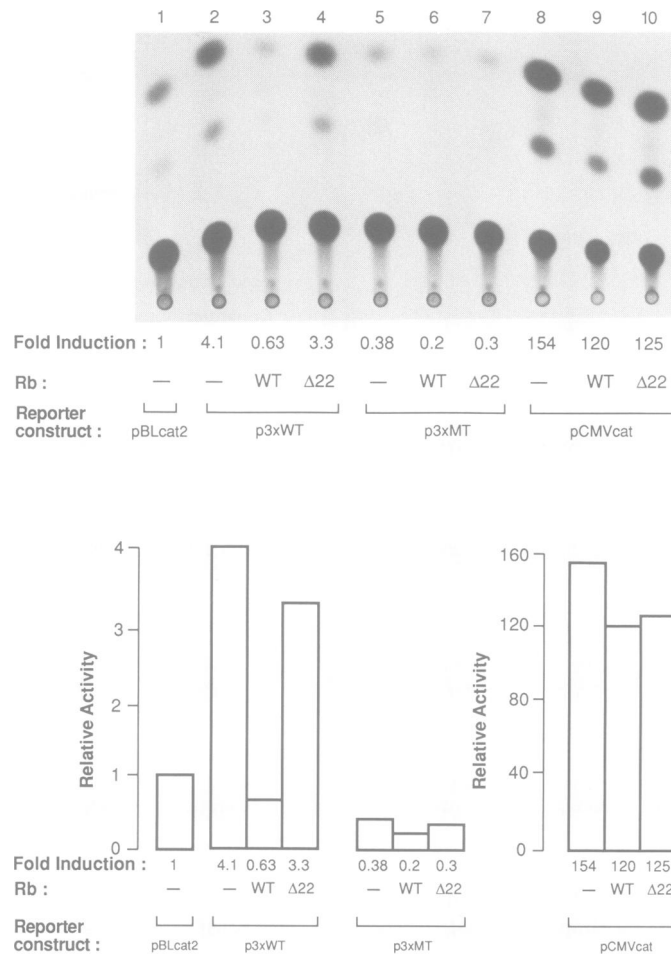 1 2 3 4 5 6 7 8 9 10
Fold Induction : 1 4.1 0.63 3.3 0.38 0.2 0.3 154 120 125
Rb : — — WT Δ22 — WT Δ22 — WT Δ22
Reporter
construct : pBLcat2 p3xWT p3xMT pCMVcat
4
3
2
1
0
Relative Activity
160
120
80
40
0
Relative Activity
Fold Induction : 1 4.1 0.63 3.3 0.38 0.2 0.3 154 120 125
Rb : — — WT Δ22 — WT Δ22 — WT Δ22
Reporter
construct : pBLcat2 p3xWT p3xMT pCMVcat